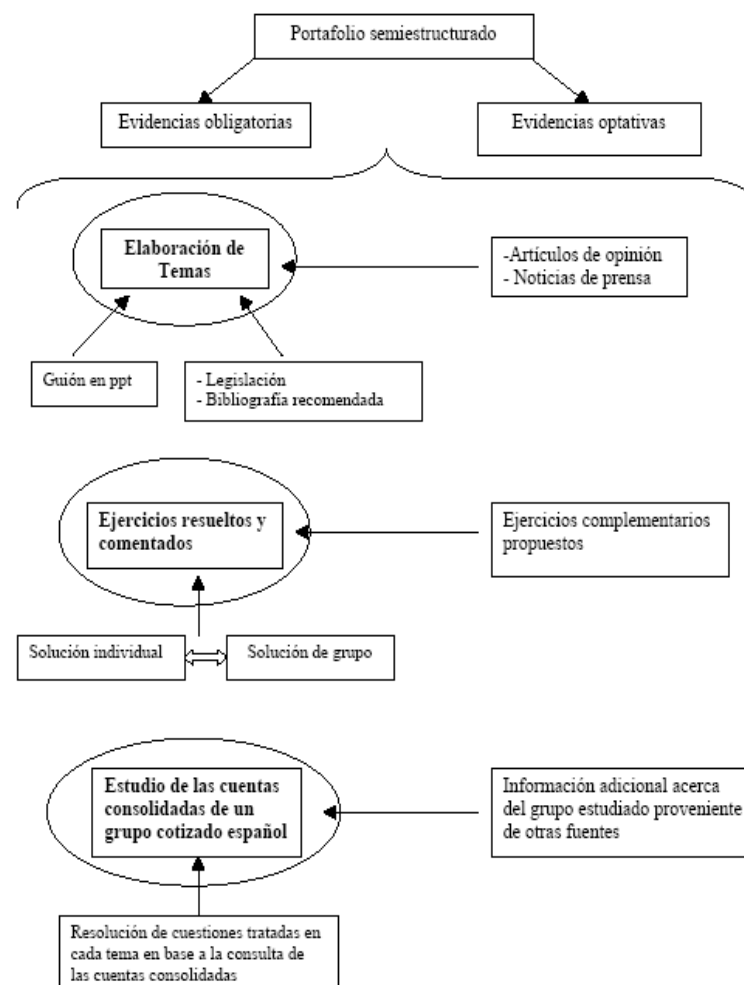 Portafolio semiestructurado
Evidencias obligatorias
Evidencias optativas
Elaboración de
Temas
-Artículos de opinión
- Noticias de prensa
Guión en ppt
- Legislación
- Bibliografía recomendada
Ejercicios resueltos y
comentados
Ejercicios complementarios
propuestos
Solución individual
Solución de grupo
Estudio de las cuentas
consolidadas de un
grupo cotizado español
Información adicional acerca
del grupo estudiado proveniente
de otras fuentes
Resolución de cuestiones tratadas en
cada tema en base a la consulta de
las cuentas consolidadas